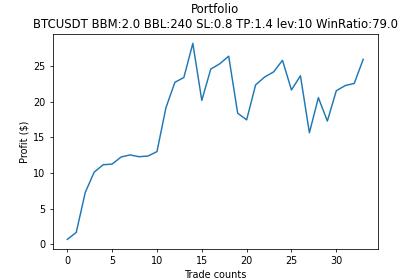 Portfolio
BTCUSDT BBM:2.0 BBL:240 SL:0.8 TP:1.4 lev:10 WinRatio:79.0
25
20
15
10
5
0
Profit ($)
0 5 10 15 20 25 30
Trade counts